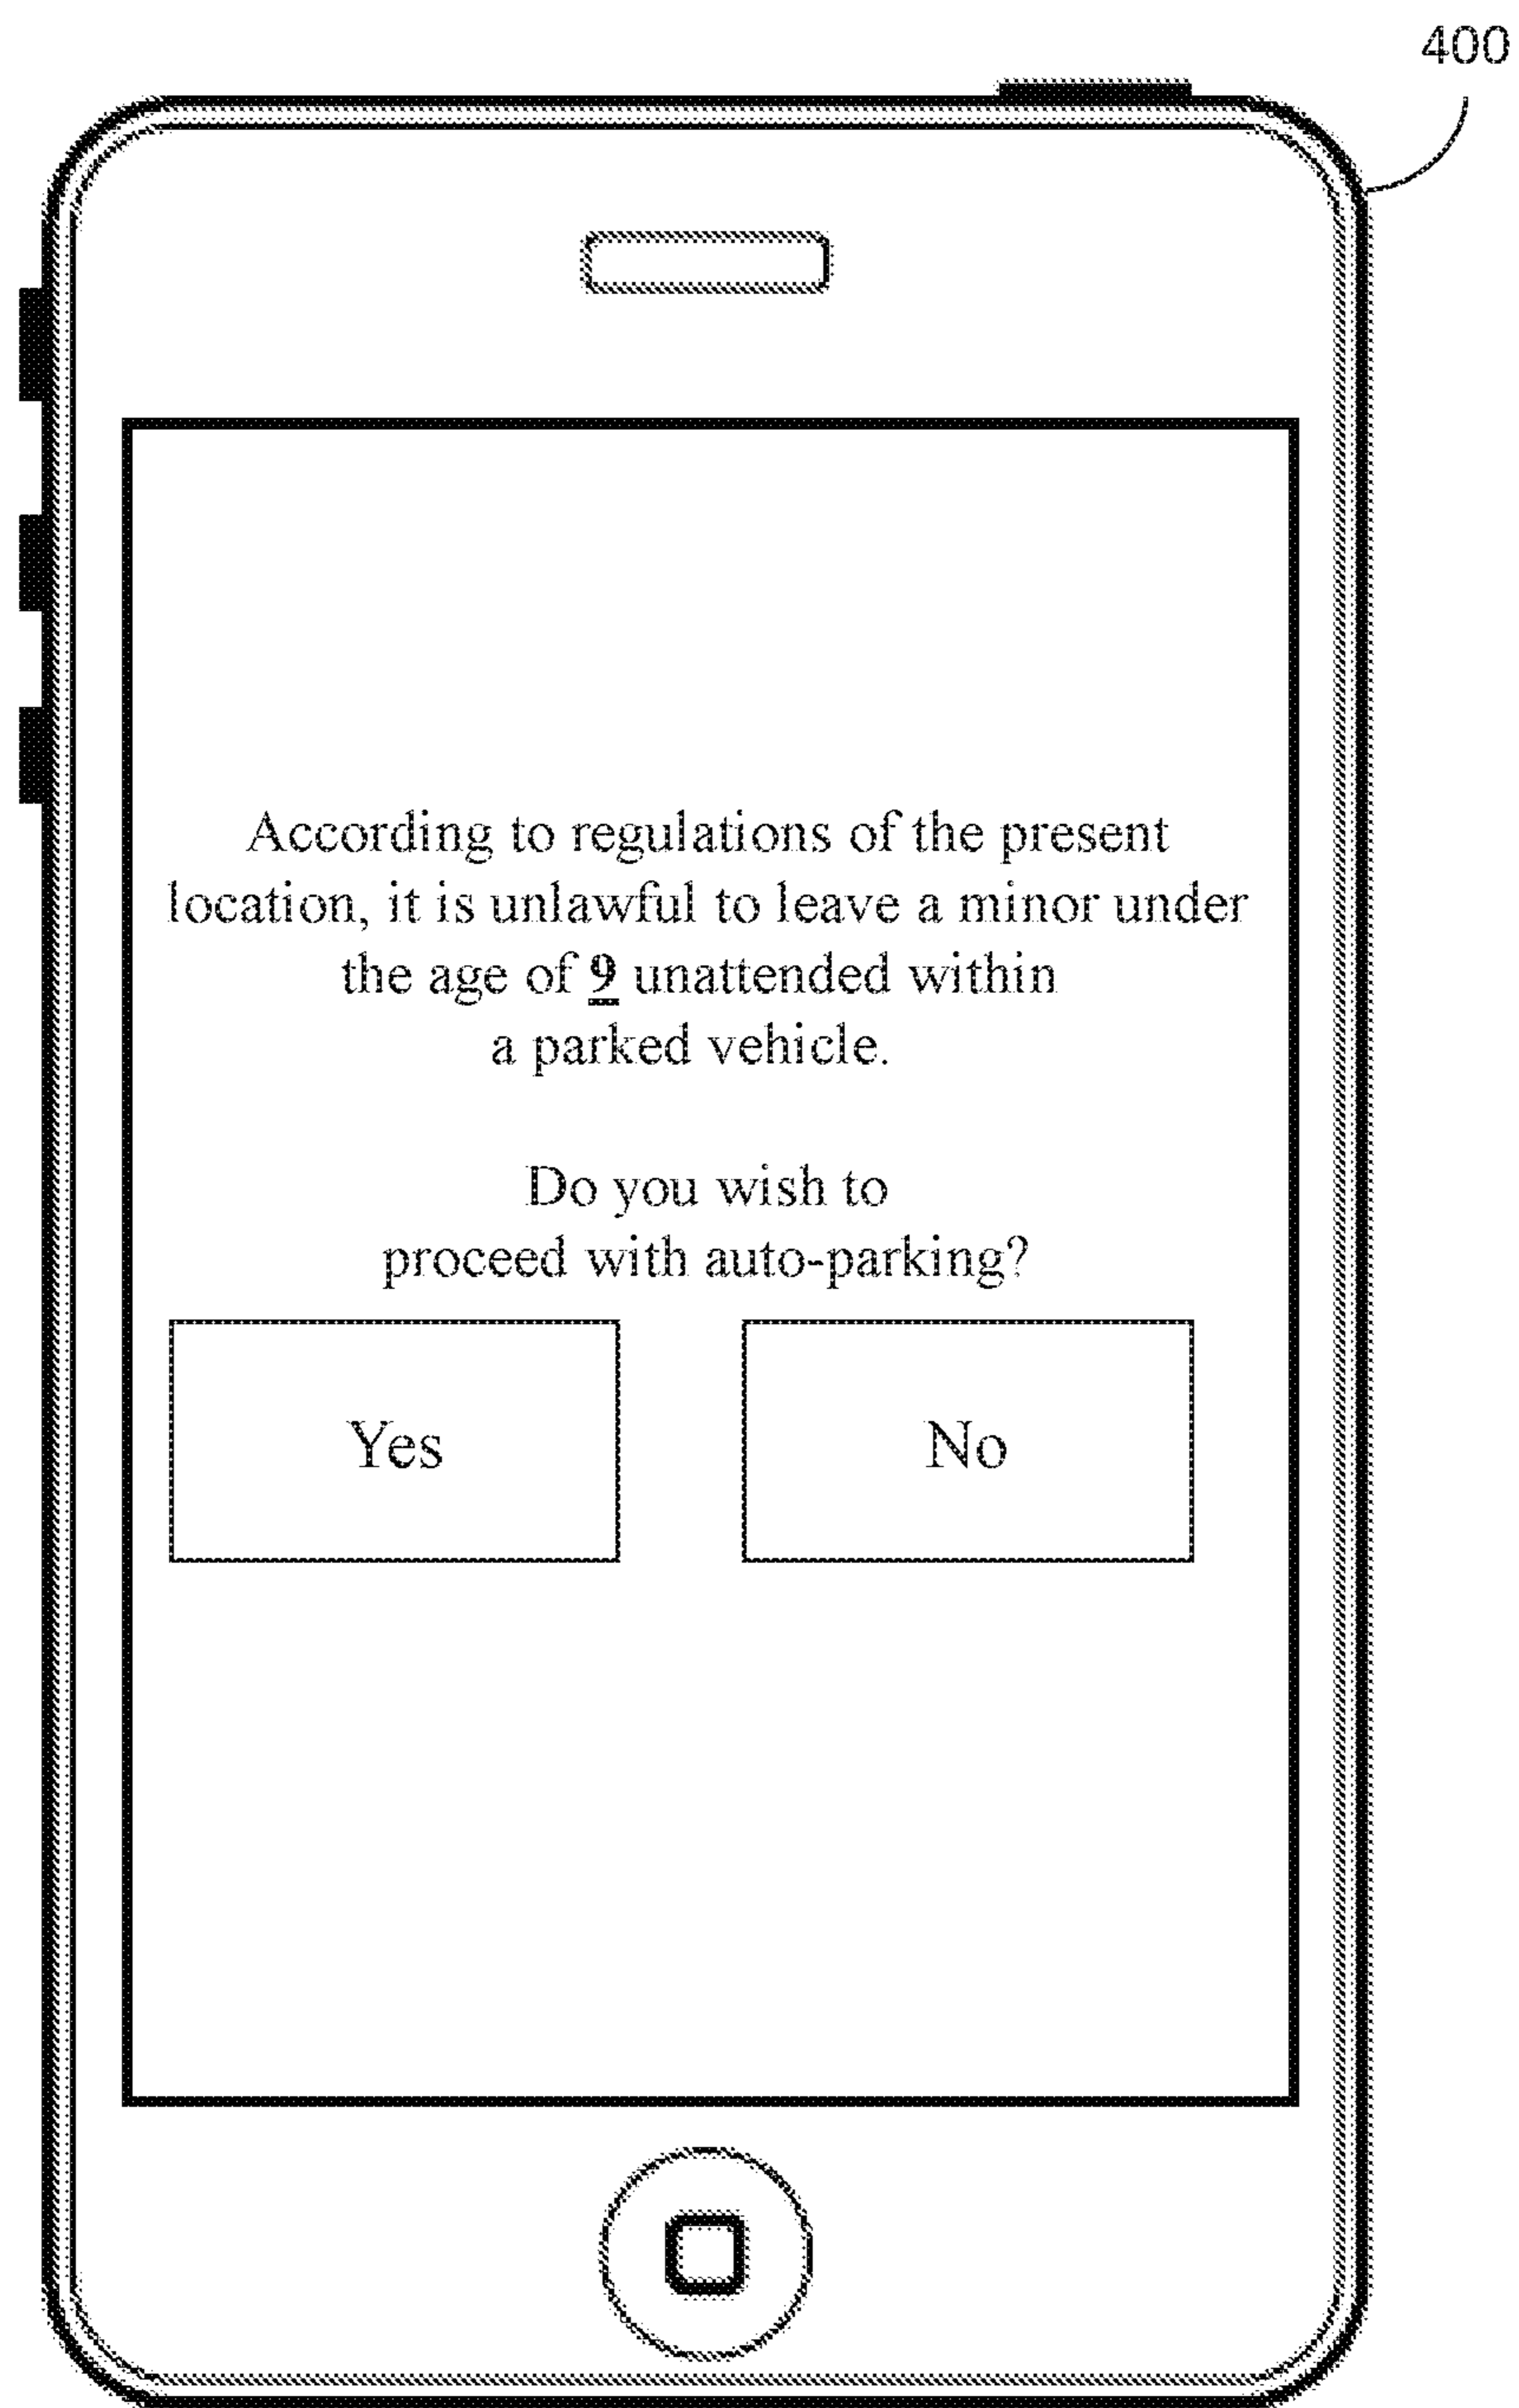 400
According to regulations of the present
location, it is unlawful to leave a minor under
the age of 9 unattended within
a parked vehicle.
Do you wish to
proceed with auto-parking?
Yes
No